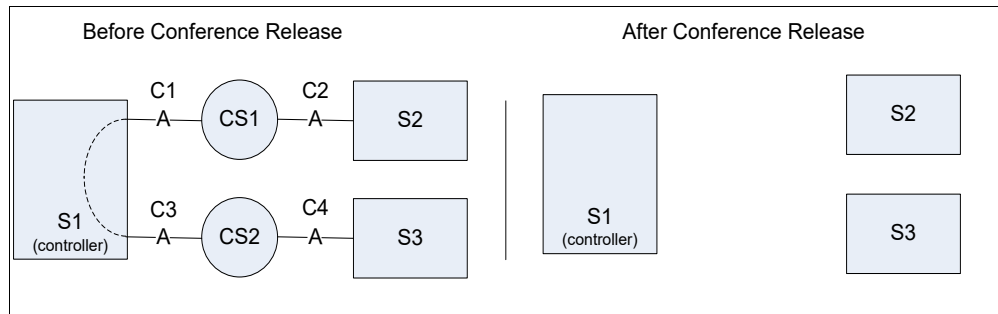 Before Conference Release
After Conference Release
C1
C2
A
CS1
A
S2
S2
S1
(controller)
C3
C4
A
CS2
A
S3
S1
(controller)
S3